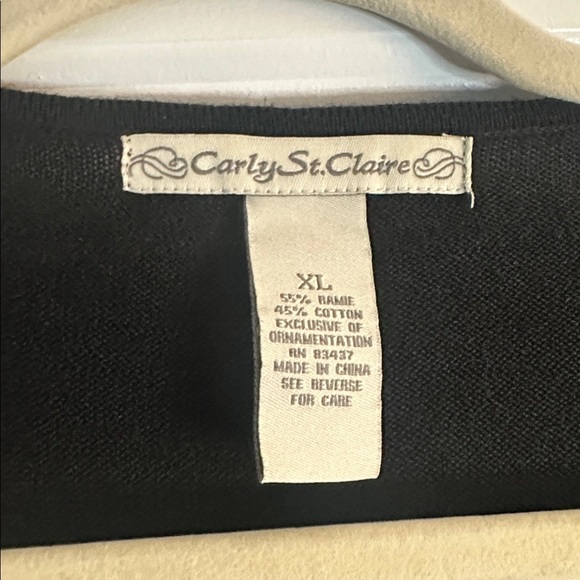 Carly St. Claire
XL
55% RAMIE
45% COTTON
EXCLUSIVE OF
ORNAMENTATION
RN 83437
MADE IN CHINA
SEE REVERSE
FOR CARE